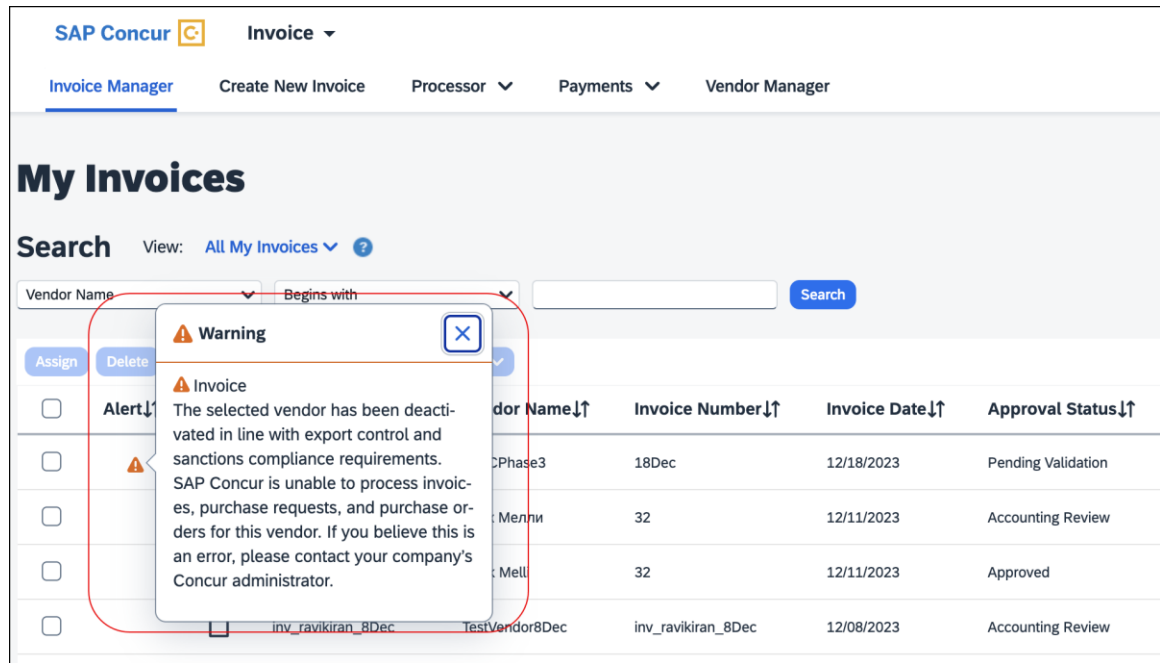 SAP Concur C Invoice
Invoice Manager Create New Invoice Processor Payments Vendor Manager
My Invoices
Search View: All My Invoices ?
Vendor Name Begins with Search
Warning
Assign Delete
Invoice
The selected vendor has been deacti-
vated in line with export control and
sanctions compliance requirements.
SAP Concur is unable to process invoic-
es, purchase requests, and purchase or-
ders for this vendor. If you believe this is
an error, please contact your company's
Concur administrator.
Alert Name Invoice Number Invoice Date Approval Status
18Dec 12/18/2023 Pending Validation
Мелли 32 12/11/2023 Accounting Review
Melli 32 12/11/2023 Approved
inv_ravikiran_8Dec TestVendor8Dec inv_ravikiran_8Dec 12/08/2023 Accounting Review